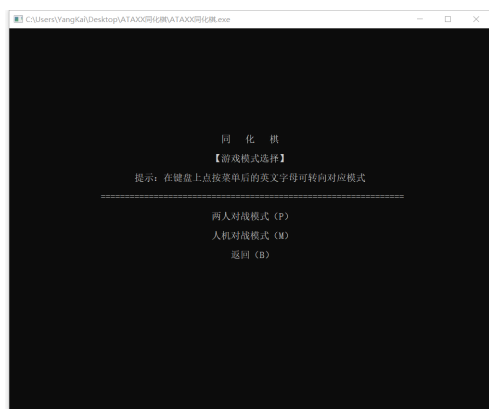 C:\Users\YangKai\Desktop\ATAXX同化棋\ATAXX同化棋.exe
同 化 棋
【游戏模式选择】
提示：在键盘上点按菜单后的英文字母可转向对应模式
===============================================================
两人对战模式（P）
人机对战模式（M）
返回（B）